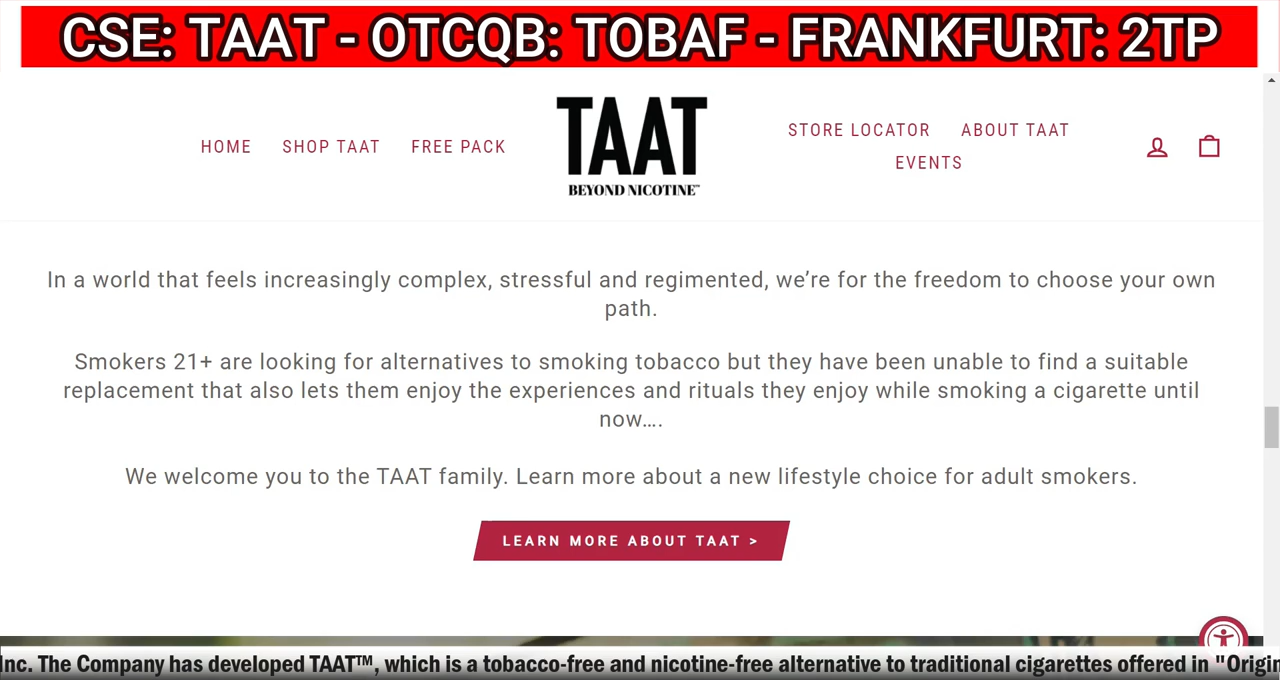 CSE: TAAT - OTCQB: TOBAF - FRANKFURT: 2TP
HOME SHOP TAAT FREE PACK
TAAT
BEYOND NICOTINE™
STORE LOCATOR ABOUT TAAT
EVENTS
In a world that feels increasingly complex, stressful and regimented, we’re for the freedom to choose your own
path.
Smokers 21+ are looking for alternatives to smoking tobacco but they have been unable to find a suitable
replacement that also lets them enjoy the experiences and rituals they enjoy while smoking a cigarette until
now....
We welcome you to the TAAT family. Learn more about a new lifestyle choice for adult smokers.
LEARN MORE ABOUT TAAT >
Inc. The Company has developed TAAT™, which is a tobacco-free and nicotine-free alternative to traditional cigarettes offered in "Origin